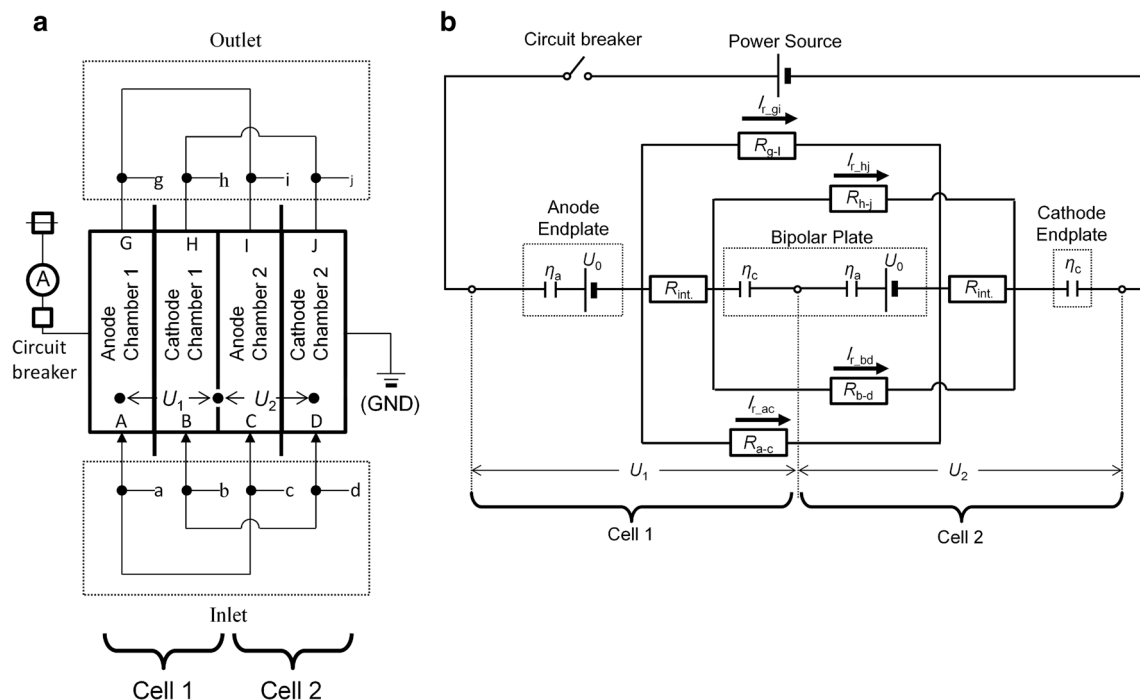 a
Outlet
g h i j
G H I J
A
Anode
Chamber 1
Cathode
Chamber 1
Anode
Chamber 2
Cathode
Chamber 2
Circuit
breaker
U1 U2
(GND)
A B C D
a b c d
Inlet
Cell 1 Cell 2
b
Circuit breaker
Power Source
Ir_gi
Rg-I
Ir_hj
Rh-j
Anode
Endplate
Bipolar Plate
Cathode
Endplate
ηa U0 Rint. ηc ηa U0 Rint. ηc
Ir_bd
Rb-d
Ir_ac
Ra-c
U1 U2
Cell 1 Cell 2